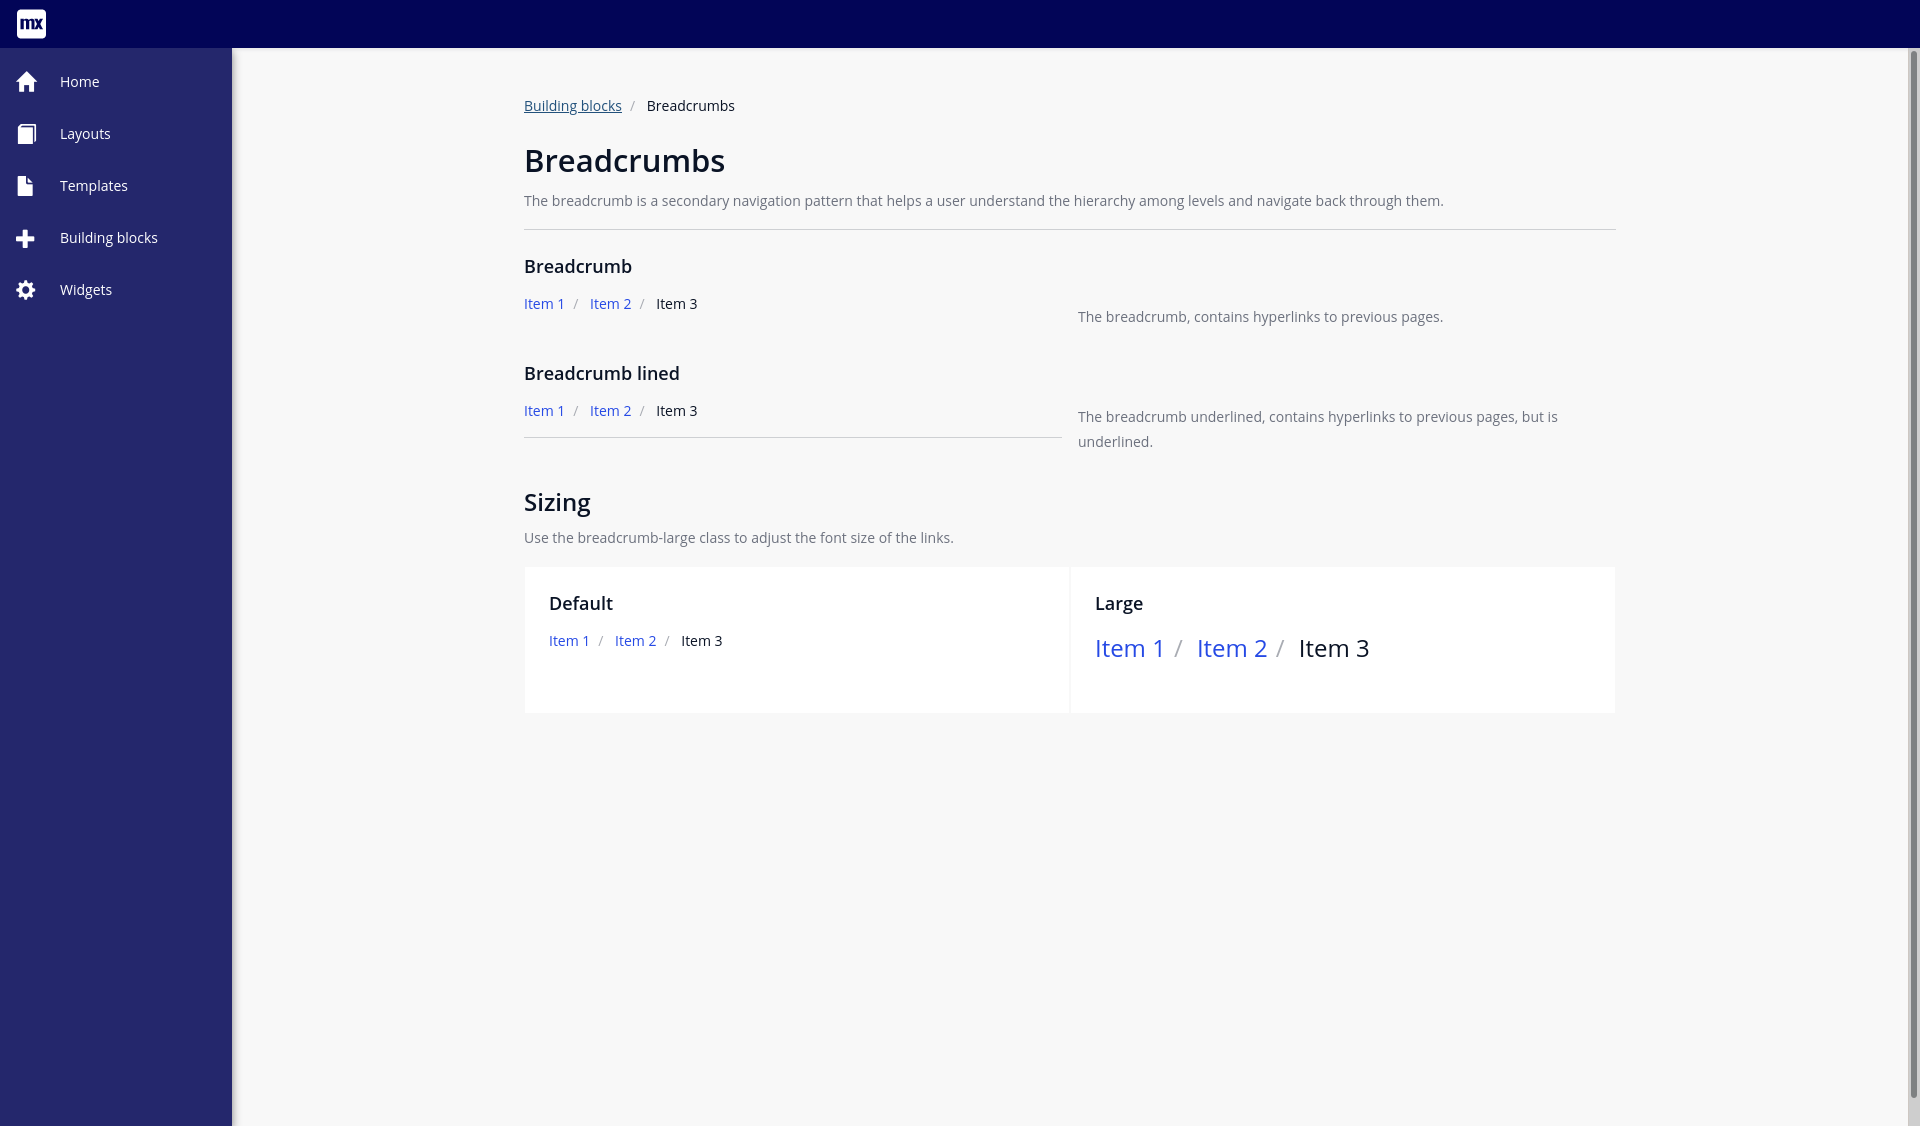 mx
Home
Layouts
Templates
Building blocks
Widgets
Building blocks / Breadcrumbs
Breadcrumbs
The breadcrumb is a secondary navigation pattern that helps a user understand the hierarchy among levels and navigate back through them.
Breadcrumb
Item 1 / Item 2 / Item 3
The breadcrumb, contains hyperlinks to previous pages.
Breadcrumb lined
Item 1 / Item 2 / Item 3
The breadcrumb underlined, contains hyperlinks to previous pages, but is
underlined.
Sizing
Use the breadcrumb-large class to adjust the font size of the links.
Default
Item 1 / Item 2 / Item 3
Large
Item 1 / Item 2 / Item 3